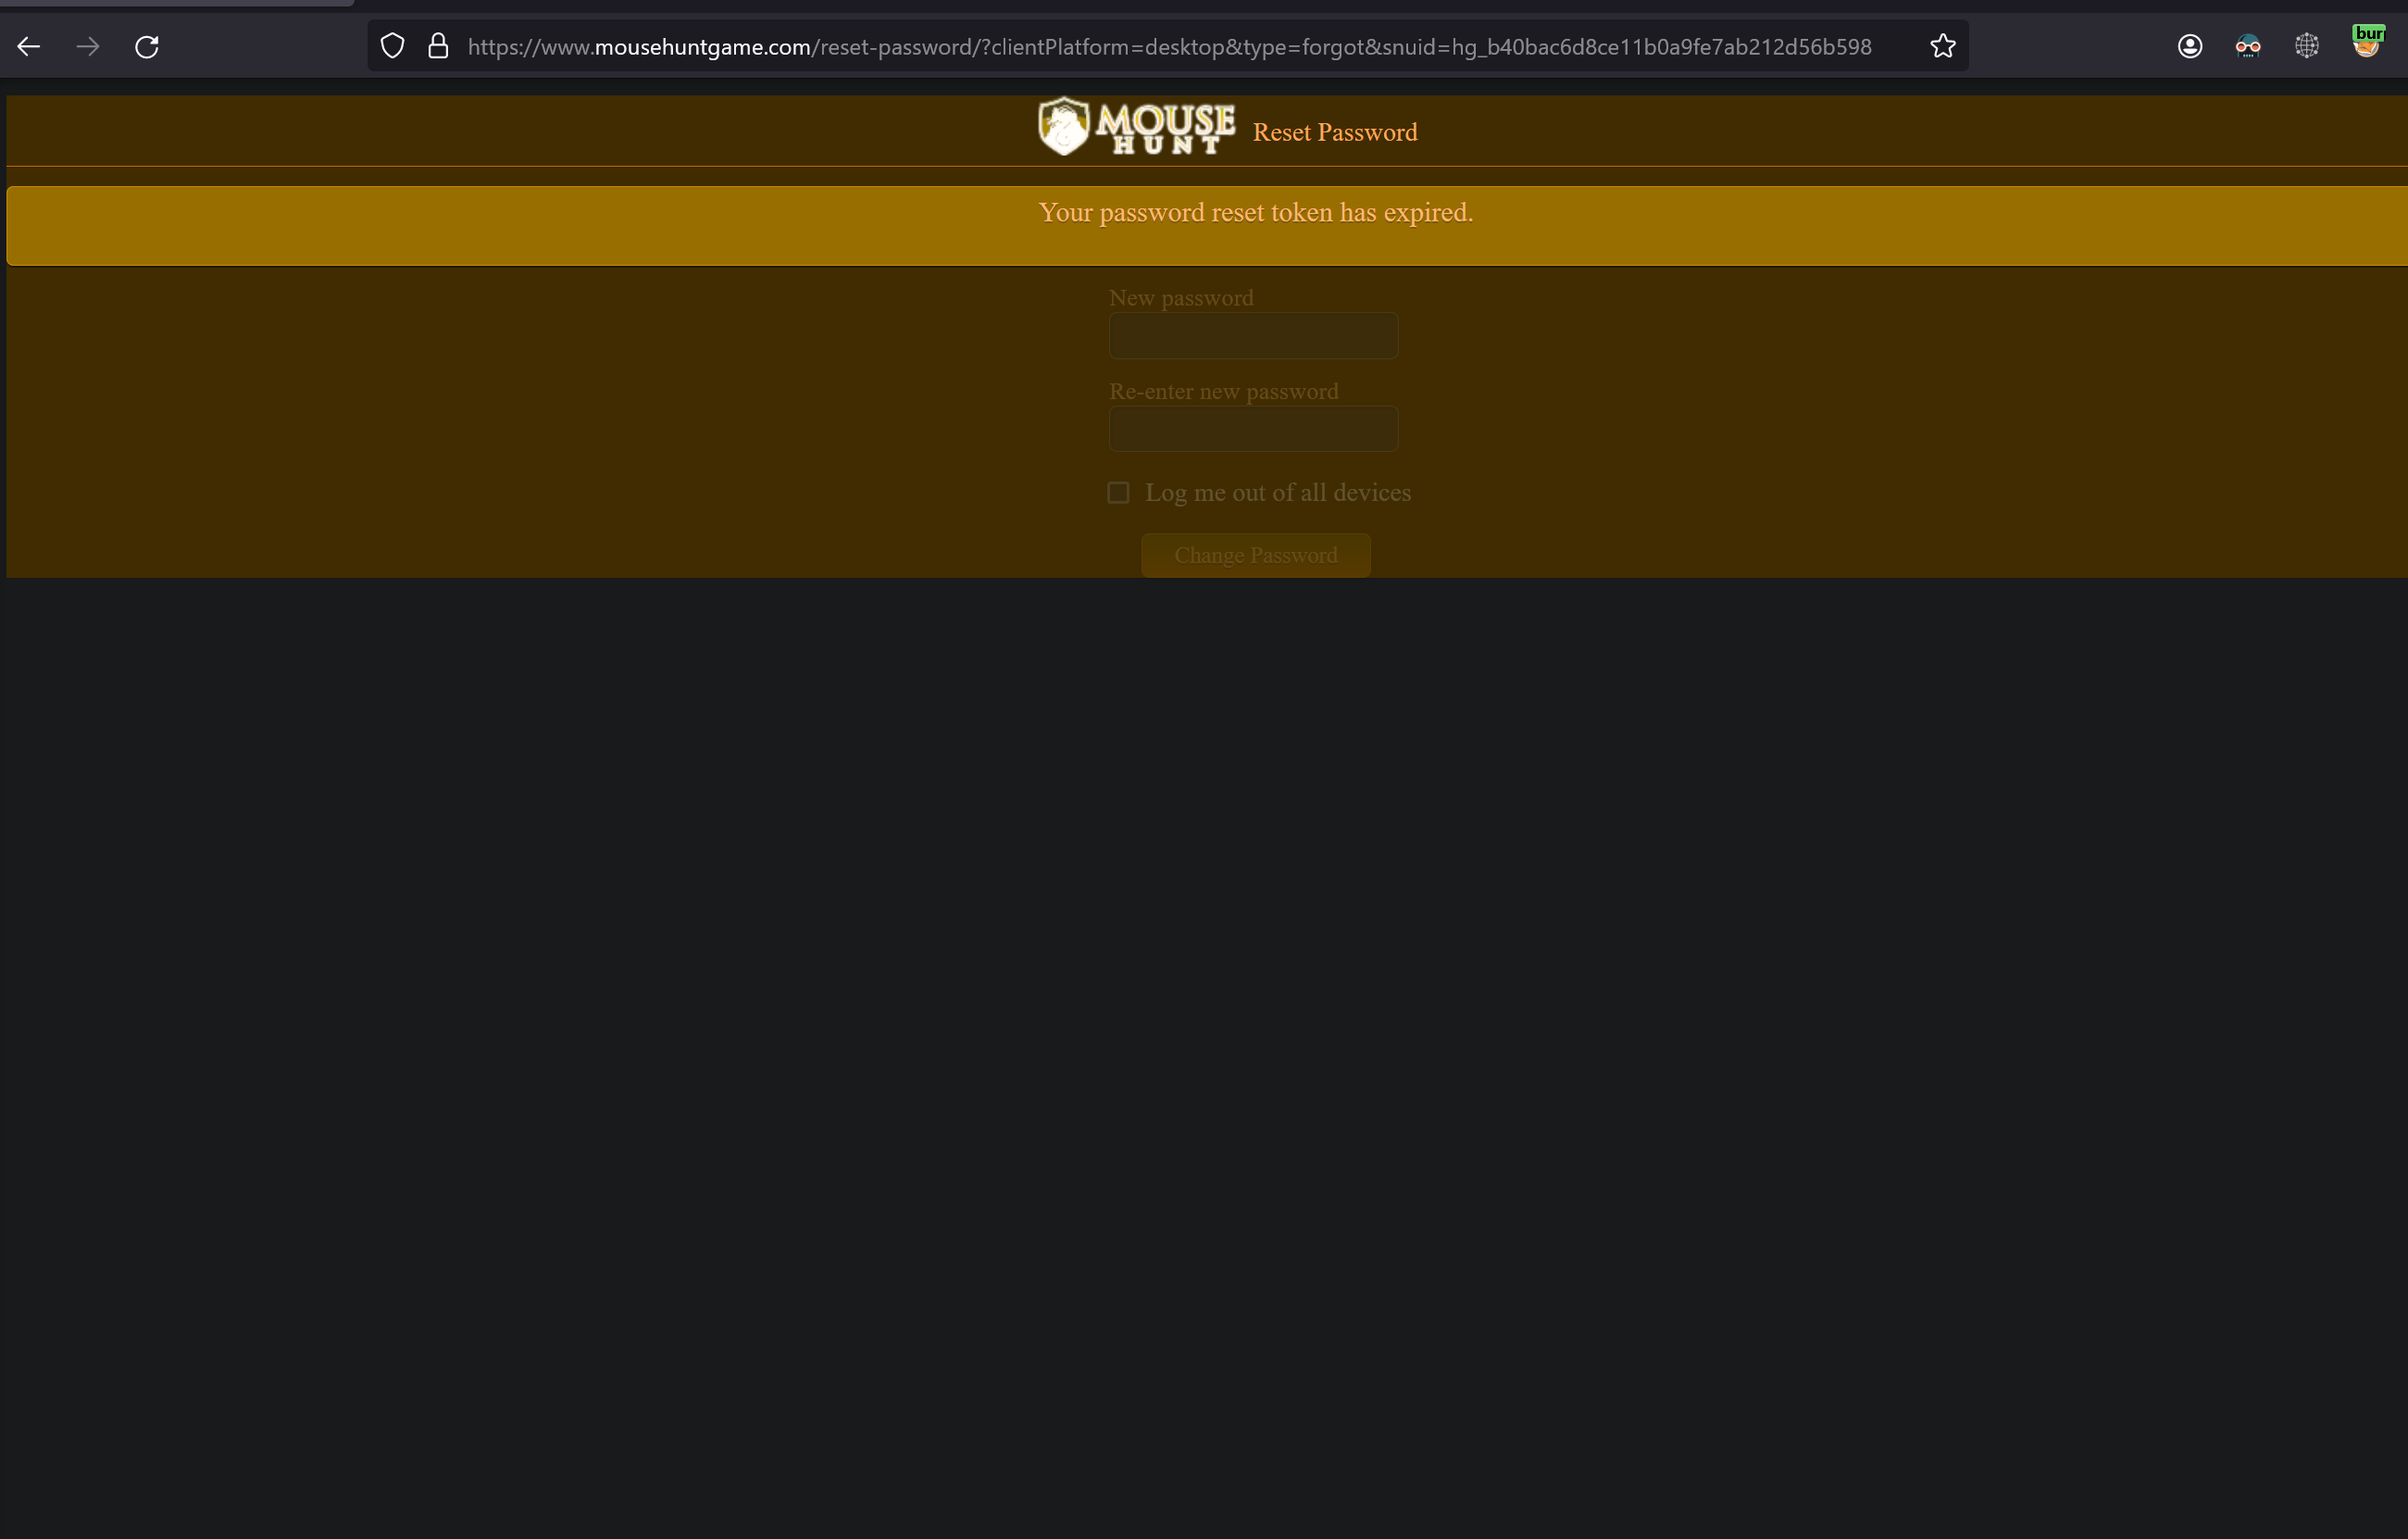 https://www.mousehuntgame.com/reset-password/?clientPlatform=desktop&type=forgot&snuid=hg_b40bac6d8ce11b0a9fe7ab212d56b598
bur
MOUSE
HUNT
Reset Password
Your password reset token has expired.
New password
Re-enter new password
Log me out of all devices
Change Password